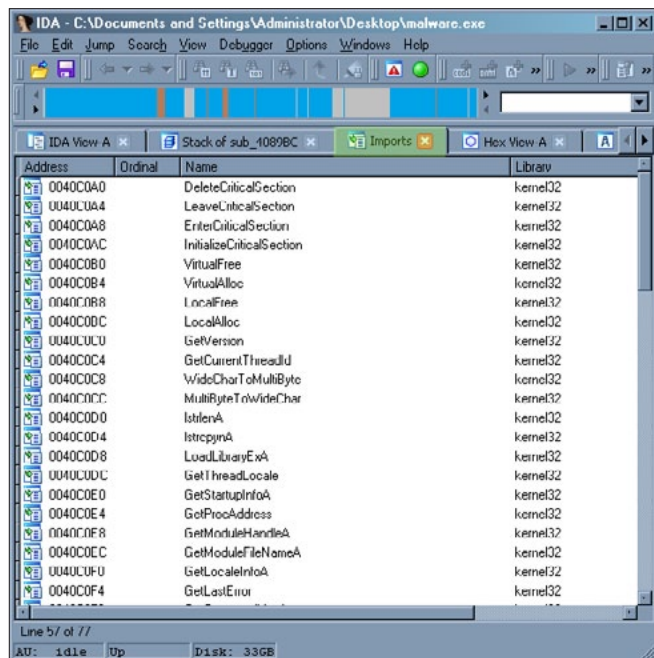 IDA - C:\Documents and Settings\Administrator\Desktop\malware.exe
File Edit Jump Search View Debugger Options Windows Help
IDA View-A Stack of sub_4089BC Imports Hex View-A A
Address Ordinal Name Library
0040C0A0 DeleteCriticalSection kernel32
0040C0A4 LeaveCriticalSection kernel32
0040C0A8 EnterCriticalSection kernel32
0040C0AC InitializeCriticalSection kernel32
0040C0B0 VirtualFree kernel32
0040C0B4 VirtualAlloc kernel32
0040C0B8 LocalFree kernel32
0040C0BC LocalAlloc kernel32
0040C0C0 GetVersion kernel32
0040C0C4 GetCurrentThreadId kernel32
0040C0C8 WideCharToMultiByte kernel32
0040C0CC MultiByteToWideChar kernel32
0040C0D0 lstrlenA kernel32
0040C0D4 lstrcpynA kernel32
0040C0D8 LoadLibraryExA kernel32
0040C0DC GetThreadLocale kernel32
0040C0E0 GetStartupInfoA kernel32
0040C0E4 GetProcAddress kernel32
0040C0E8 GetModuleHandleA kernel32
0040C0EC GetModuleFileNameA kernel32
0040C0F0 GetLocaleInfoA kernel32
0040C0F4 GetLastError kernel32
Line 57 of 77
AU: idle Up Disk: 33GB